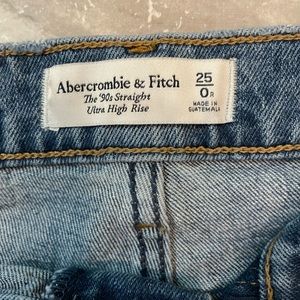 Abercrombie & Fitch
The '90s Straight
Ultra High Rise
25
0R
MADE IN
GUATEMALA